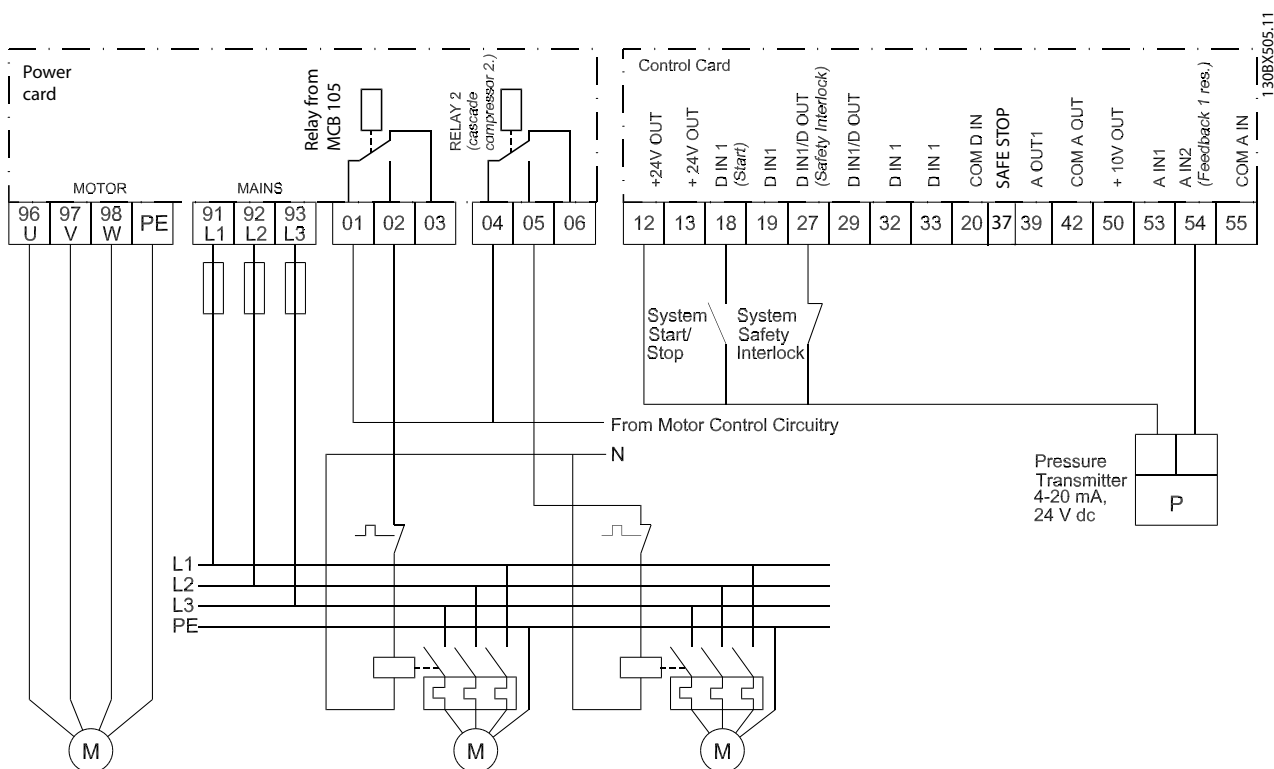 130BX505.11
Power
card
Relay from
MCB 105
RELAY 2
(cascade
compressor 2.)
MOTOR
MAINS
96
U
97
V
98
W
PE
91
L1
92
L2
93
L3
01
02
03
04
05
06
Control Card
+24V OUT
+ 24V OUT
D IN 1
(Start)
D IN1
D IN1/D OUT
(Safety Interlock)
D IN1/D OUT
D IN 1
D IN 1
COM D IN
SAFE STOP
A OUT1
COM A OUT
+ 10V OUT
A IN1
A IN2
(Feedback 1 res.)
COM A IN
12
13
18
19
27
29
32
33
20
37
39
42
50
53
54
55
System
Start/
Stop
System
Safety
Interlock
From Motor Control Circuitry
N
Pressure
Transmitter
4-20 mA,
24 V dc
P
L1
L2
L3
PE
M
M
M